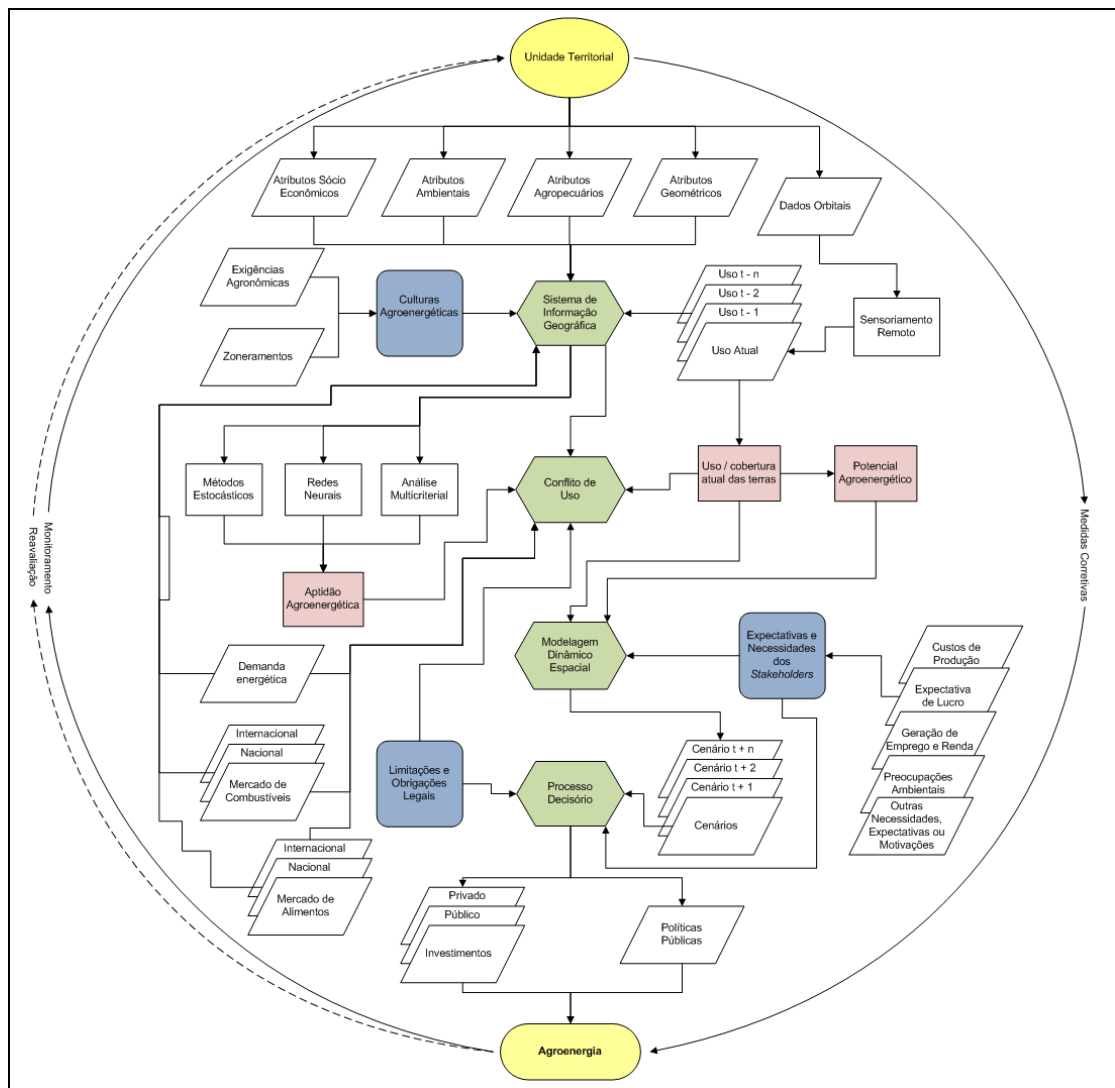 Unidade Territorial
Atributos Sócio
Econômicos
Atributos
Ambientais
Atributos
Agropecuários
Atributos
Geométricos
Dados Orbitais
Exigências
Agronômicas
Zoneramentos
Culturas
Agroenergéticas
Sistema de
Informação
Geográfica
Uso t - n
Uso t - 2
Uso t - 1
Uso Atual
Sensoriamento
Remoto
Métodos
Estocásticos
Redes
Neurais
Análise
Multicriterial
Conflito de
Uso
Uso / cobertura
atual das terras
Potencial
Agroenergético
Aptidão
Agroenergética
Reavaliação
Monitoramento
Medidas Corretivas
Demanda
energética
Modelagem
Dinâmico
Espacial
Expectativas e
Necessidades
dos
Stakeholders
Custos de
Produção
Expectativa
de Lucro
Geração de
Emprego e Renda
Preocupações
Ambientais
Outras
Necessidades,
Expectativas ou
Motivações
Internacional
Nacional
Mercado de
Combustíveis
Limitações e
Obrigações
Legais
Processo
Decisório
Cenário t + n
Cenário t + 2
Cenário t + 1
Cenários
Internacional
Nacional
Mercado de
Alimentos
Privado
Público
Investimentos
Políticas
Públicas
Agroenergia